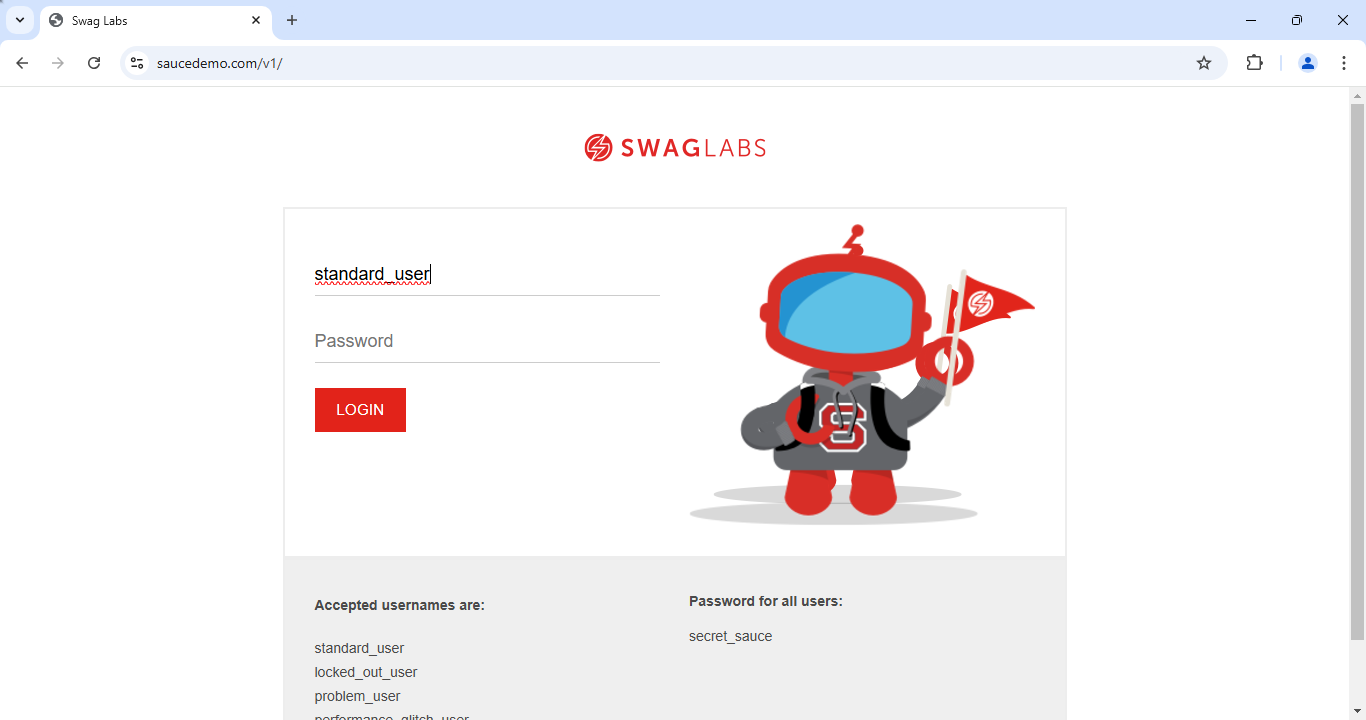 Swag Labs
saucedemo.com/v1/
SWAGLABS
standard_user
Password
LOGIN
S
Accepted usernames are:
standard_user
locked_out_user
problem_user
performance_glitch_user
Password for all users:
secret_sauce